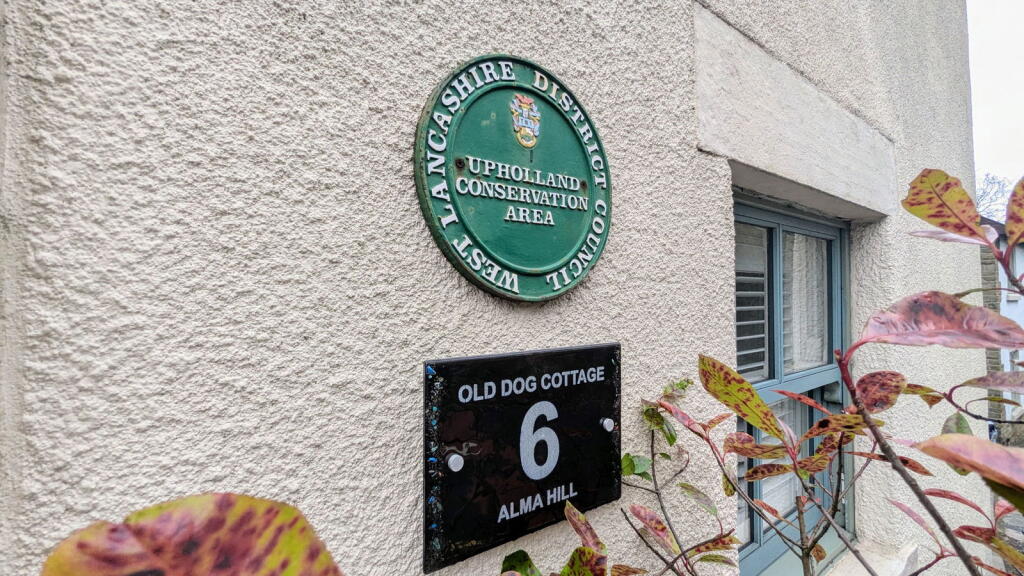 WEST LANCASHIRE DISTRICT COUNCIL
UPHOLLAND
CONSERVATION
AREA
OLD DOG COTTAGE
6
ALMA HILL